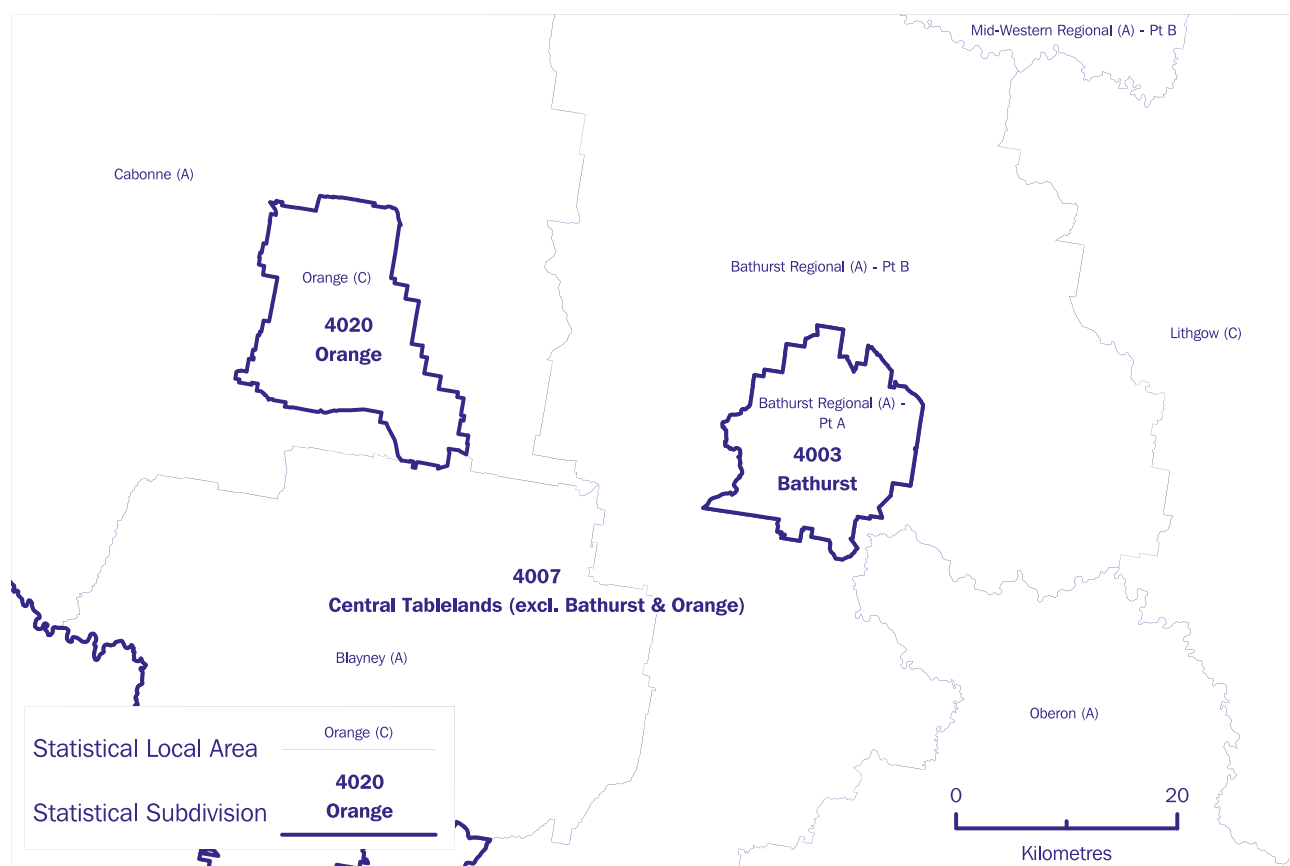 Mid-Western Regional (A) - Pt B
Cabonne (A)
Bathurst Regional (A) - Pt B
Orange (C)
4020
Orange
Lithgow (C)
Bathurst Regional (A) -
Pt A
4003
Bathurst
4007
Central Tablelands (excl. Bathurst & Orange)
Blayney (A)
Oberon (A)
Statistical Local Area
Orange (C)
Statistical Subdivision
4020
Orange
0 20
Kilometres